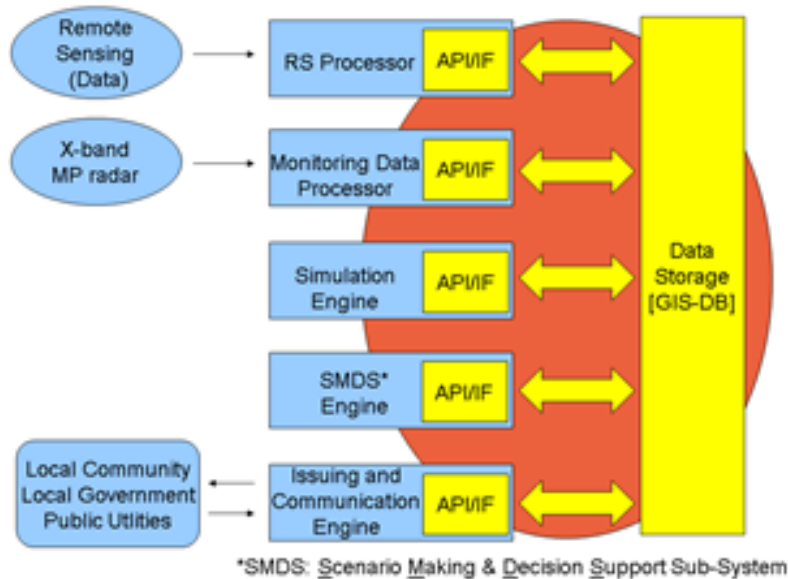 Remote
Sensing
(Data)
RS Processor
API/IF
X-band
MP radar
Monitoring Data
Processor
API/IF
Simulation
Engine
API/IF
Data
Storage
[GIS-DB]
SMDS*
Engine
API/IF
Local Community
Local Government
Public Utlities
Issuing and
Communication
Engine
API/IF
*SMDS: Scenario Making & Decision Support Sub-System